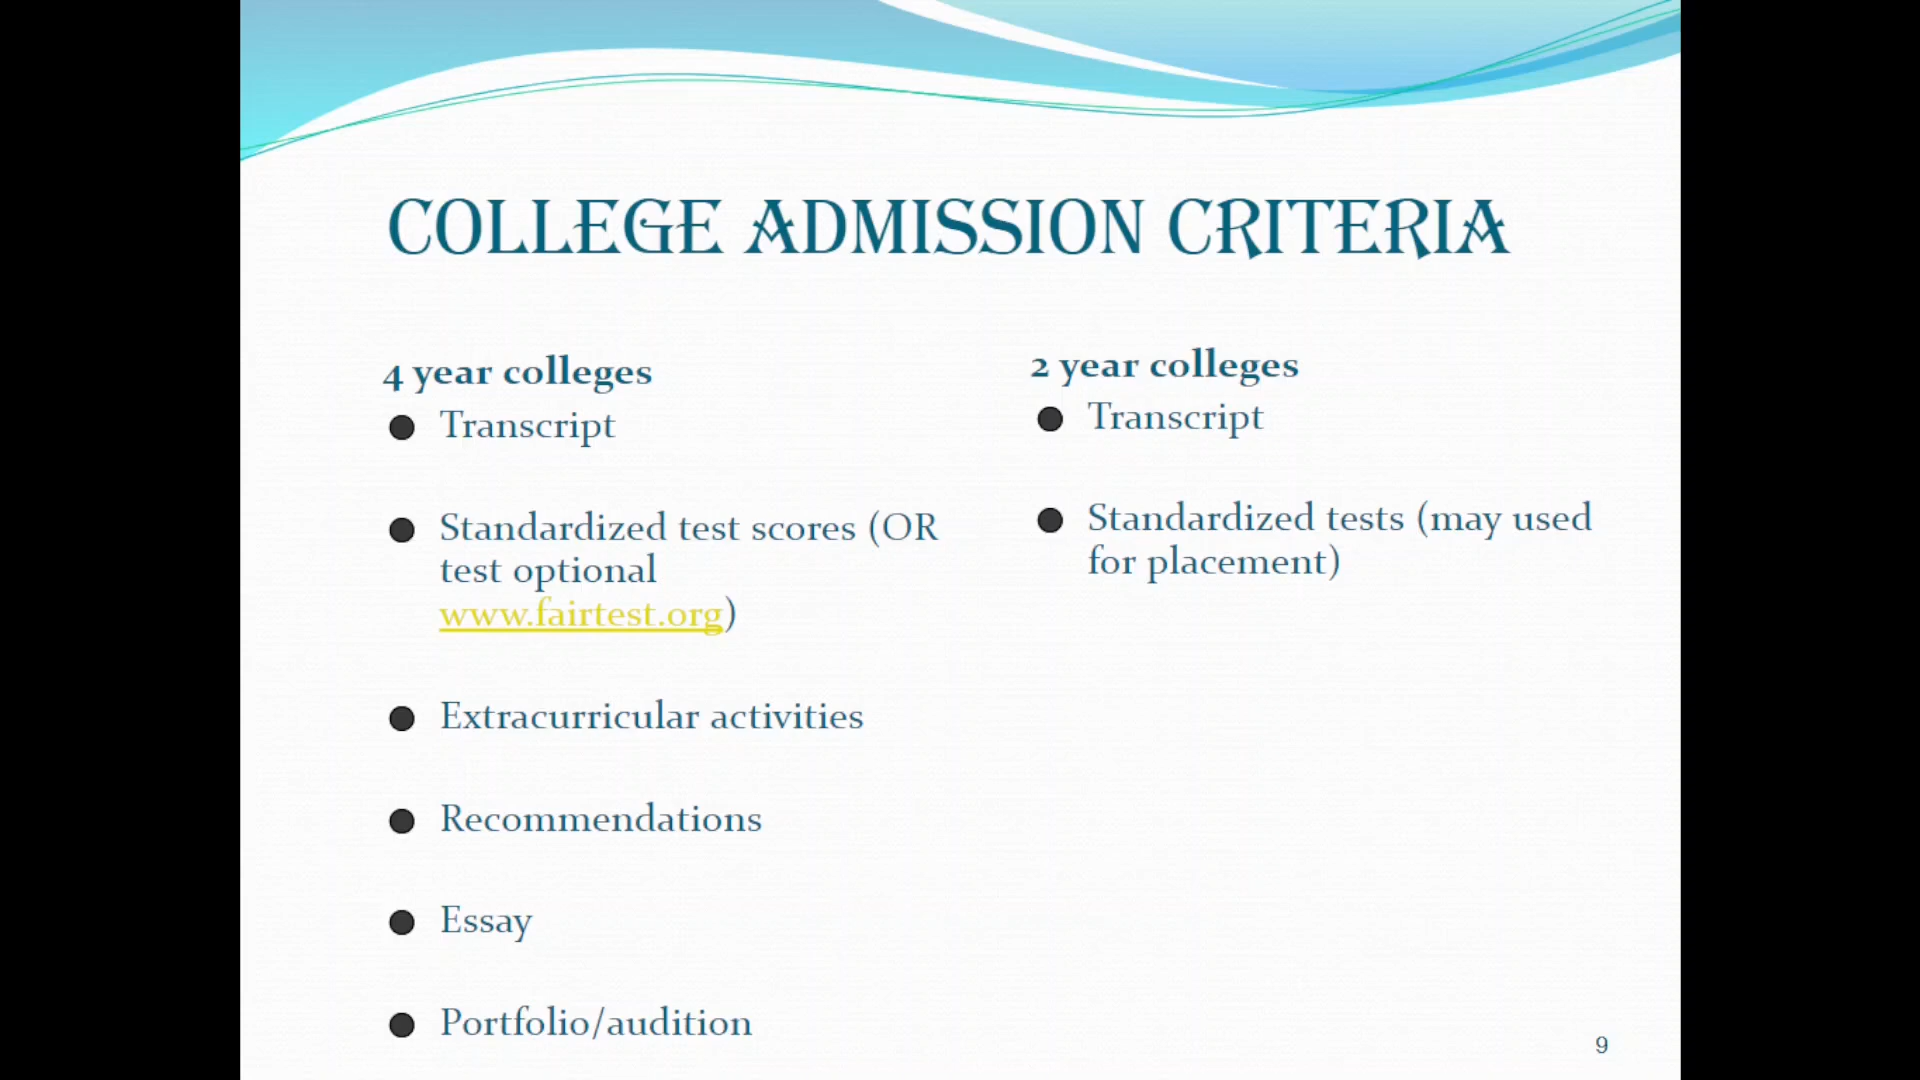 COLLEGE ADMISSION CRITERIA
4 year colleges
Transcript
Standardized test scores (OR
test optional
www.fairtest.org)
Extracurricular activities
Recommendations
Essay
Portfolio/audition
2 year colleges
Transcript
Standardized tests (may used
for placement)
9